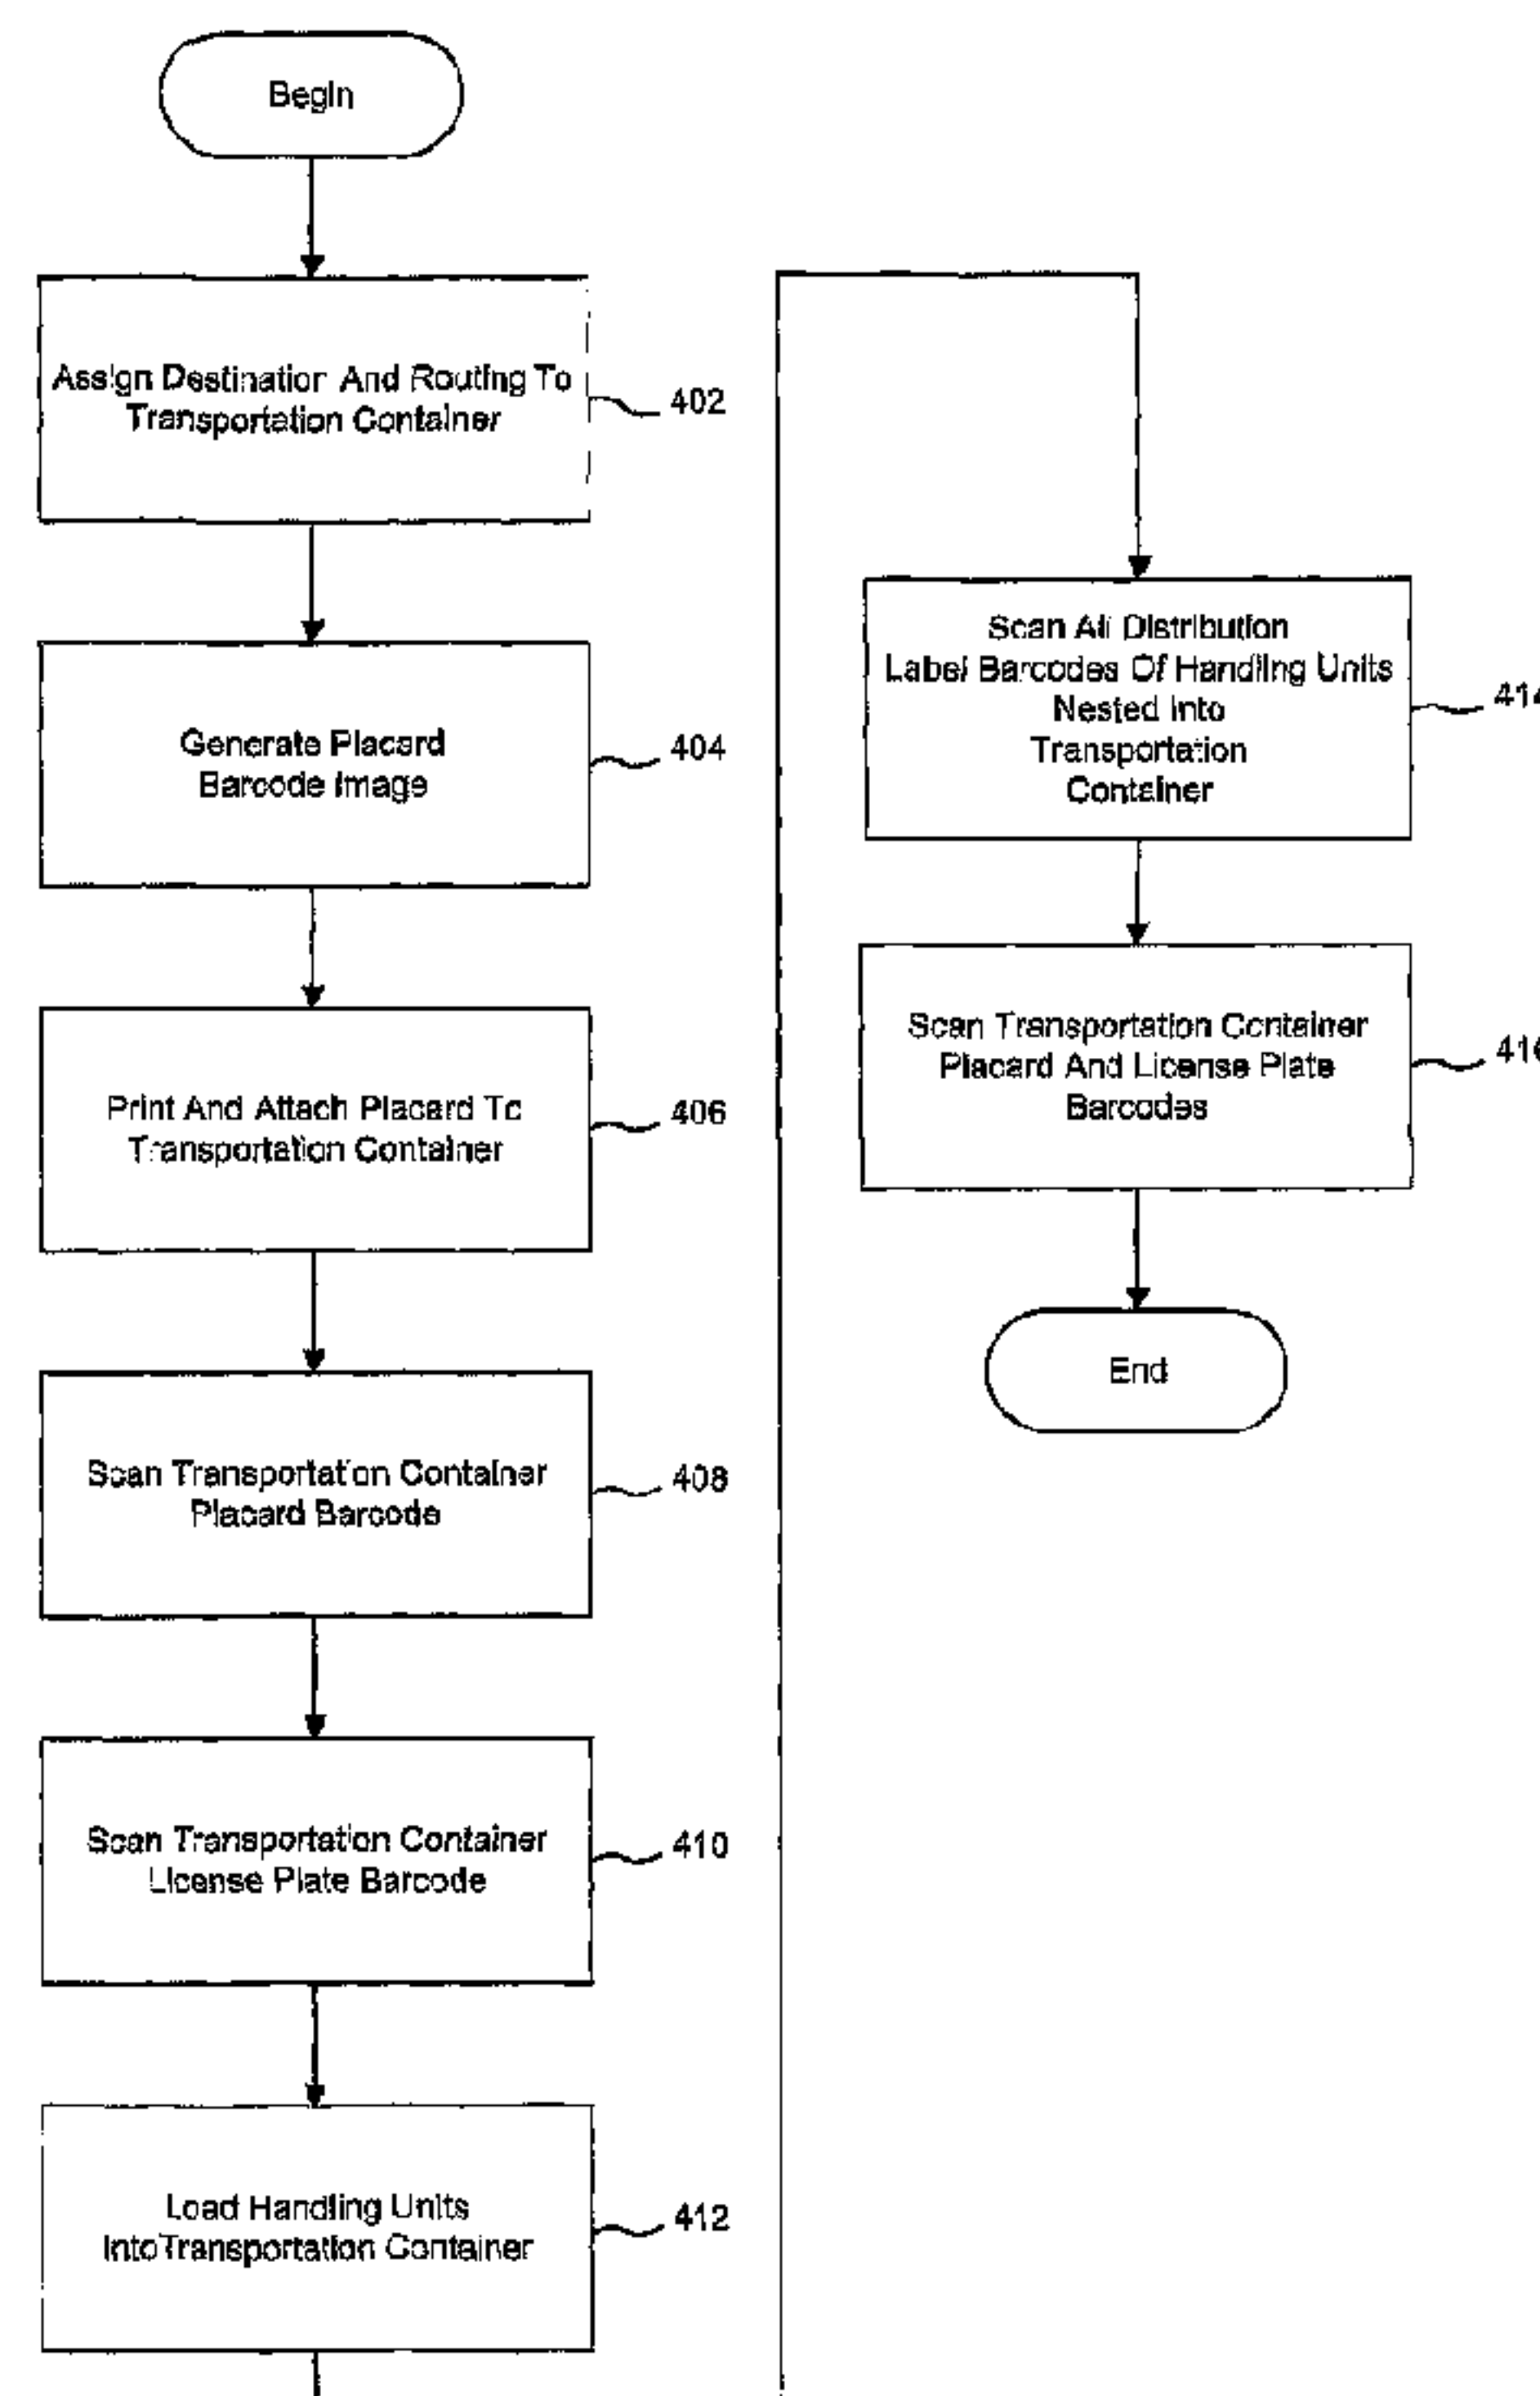 Begin
Assign Destination And Routing To
Transportation Container
402
Generate Placard
Barcode Image
404
Print And Attach Placard To
Transportation Container
406
Scan Transportation Container
Placard Barcode
408
Scan Transportation Container
License Plate Barcode
410
Load Handling Units
IntoTransportation Container
412
Scan All Distribution
Label Barcodes Of Handling Units
Nested Into
Transportation
Container
414
Scan Transportation Container
Placard And License Plate
Barcodes
416
End